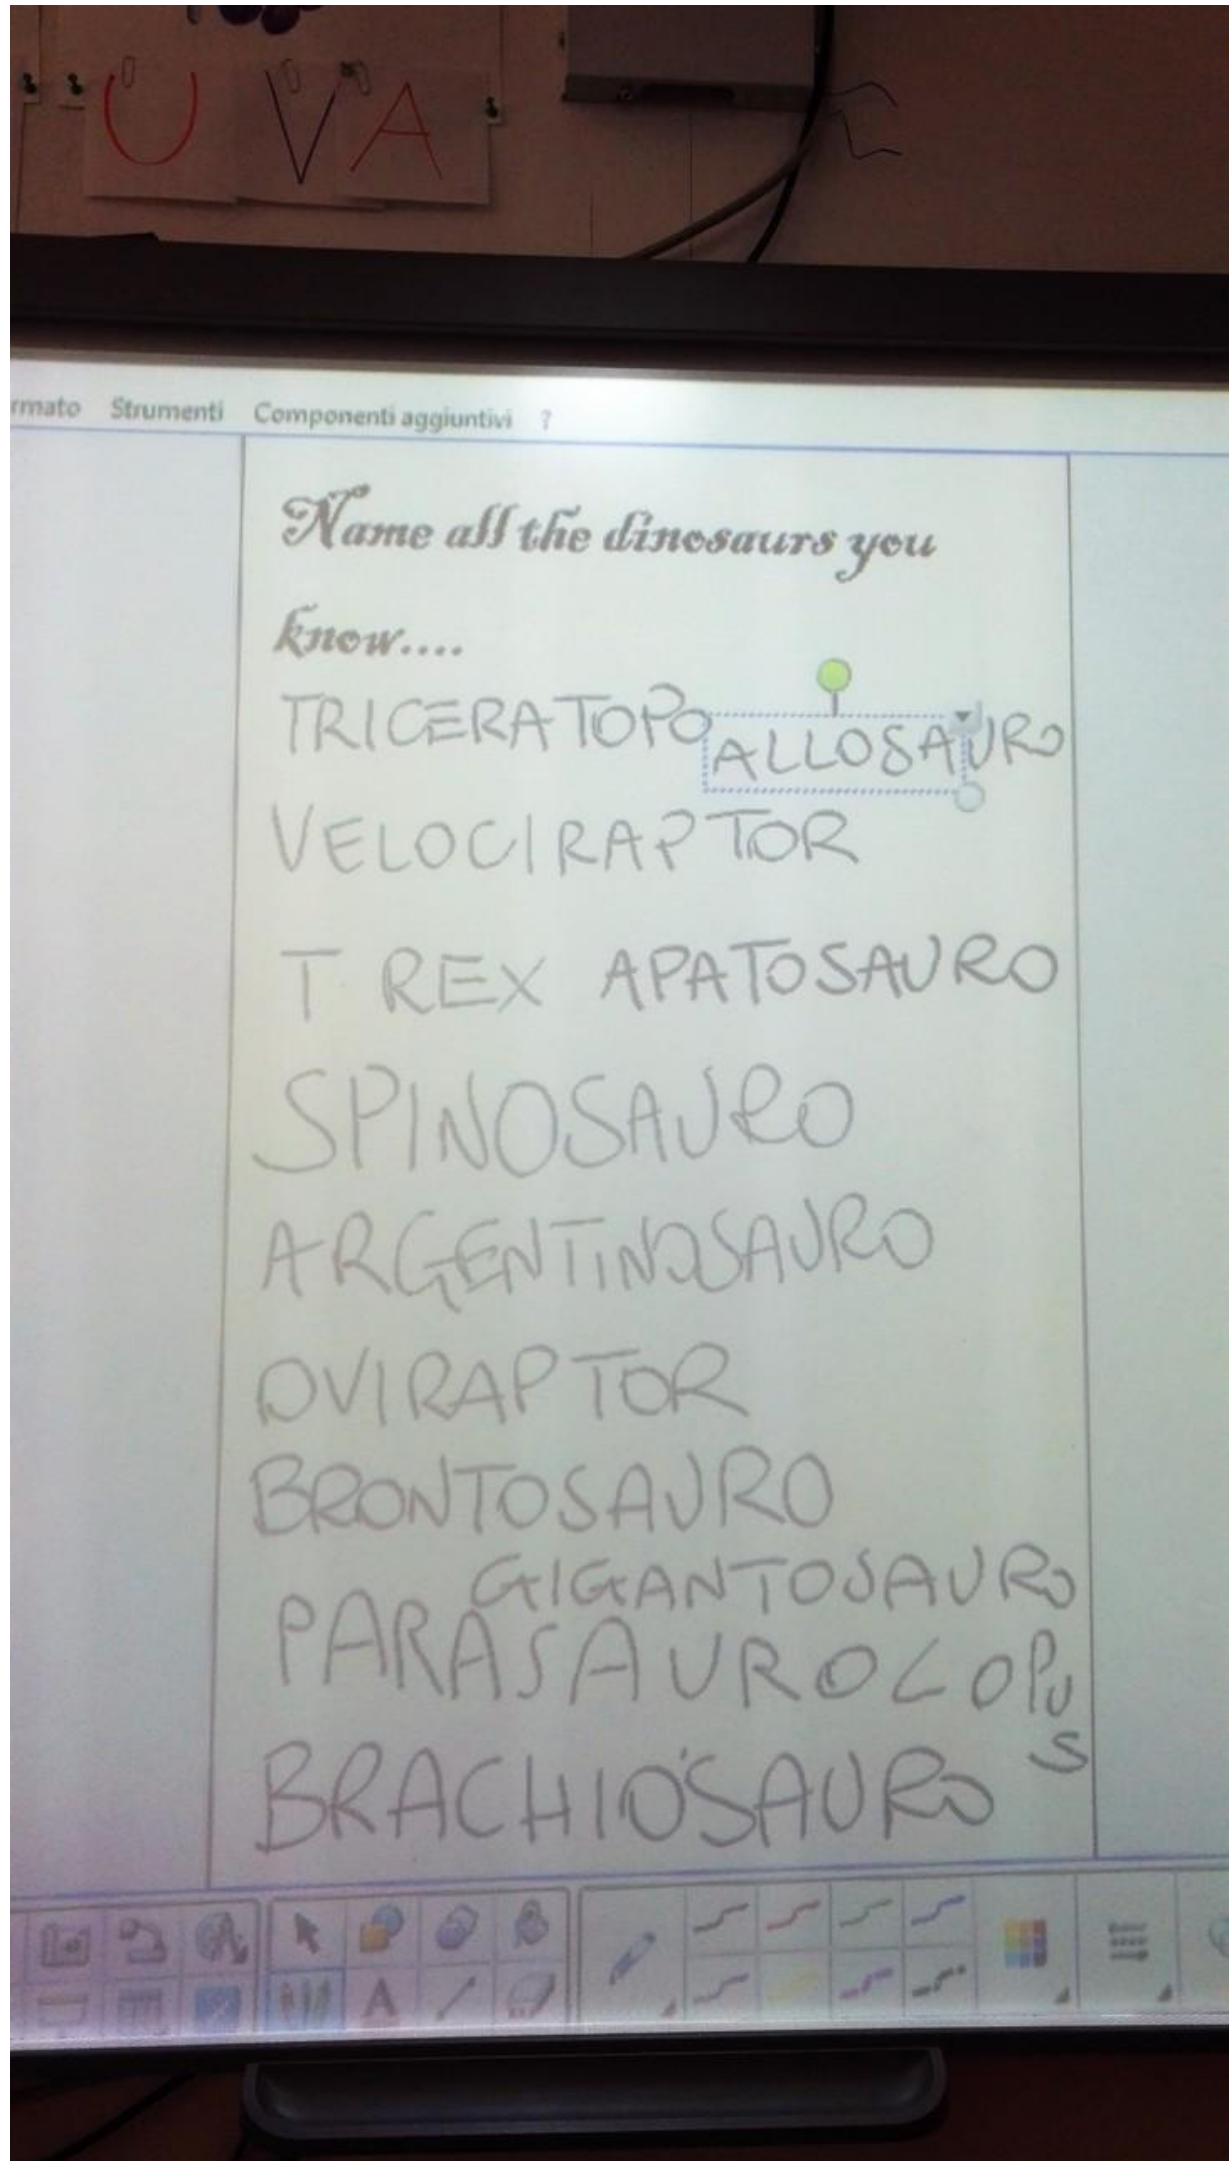 U V A
rmato Strumenti Componenti aggiuntivi ?
Name all the dinosaurs you
know....
TRICERATOPO ALLOSAURO
VELOCIRAPTOR
T REX APATOSAURO
SPINOSAURO
ARGENTINOSAURO
OVIRAPTOR
BRONTOSAURO
GIGANTOSAURO
PARASAUROLOPUS
BRACHIOSAURO